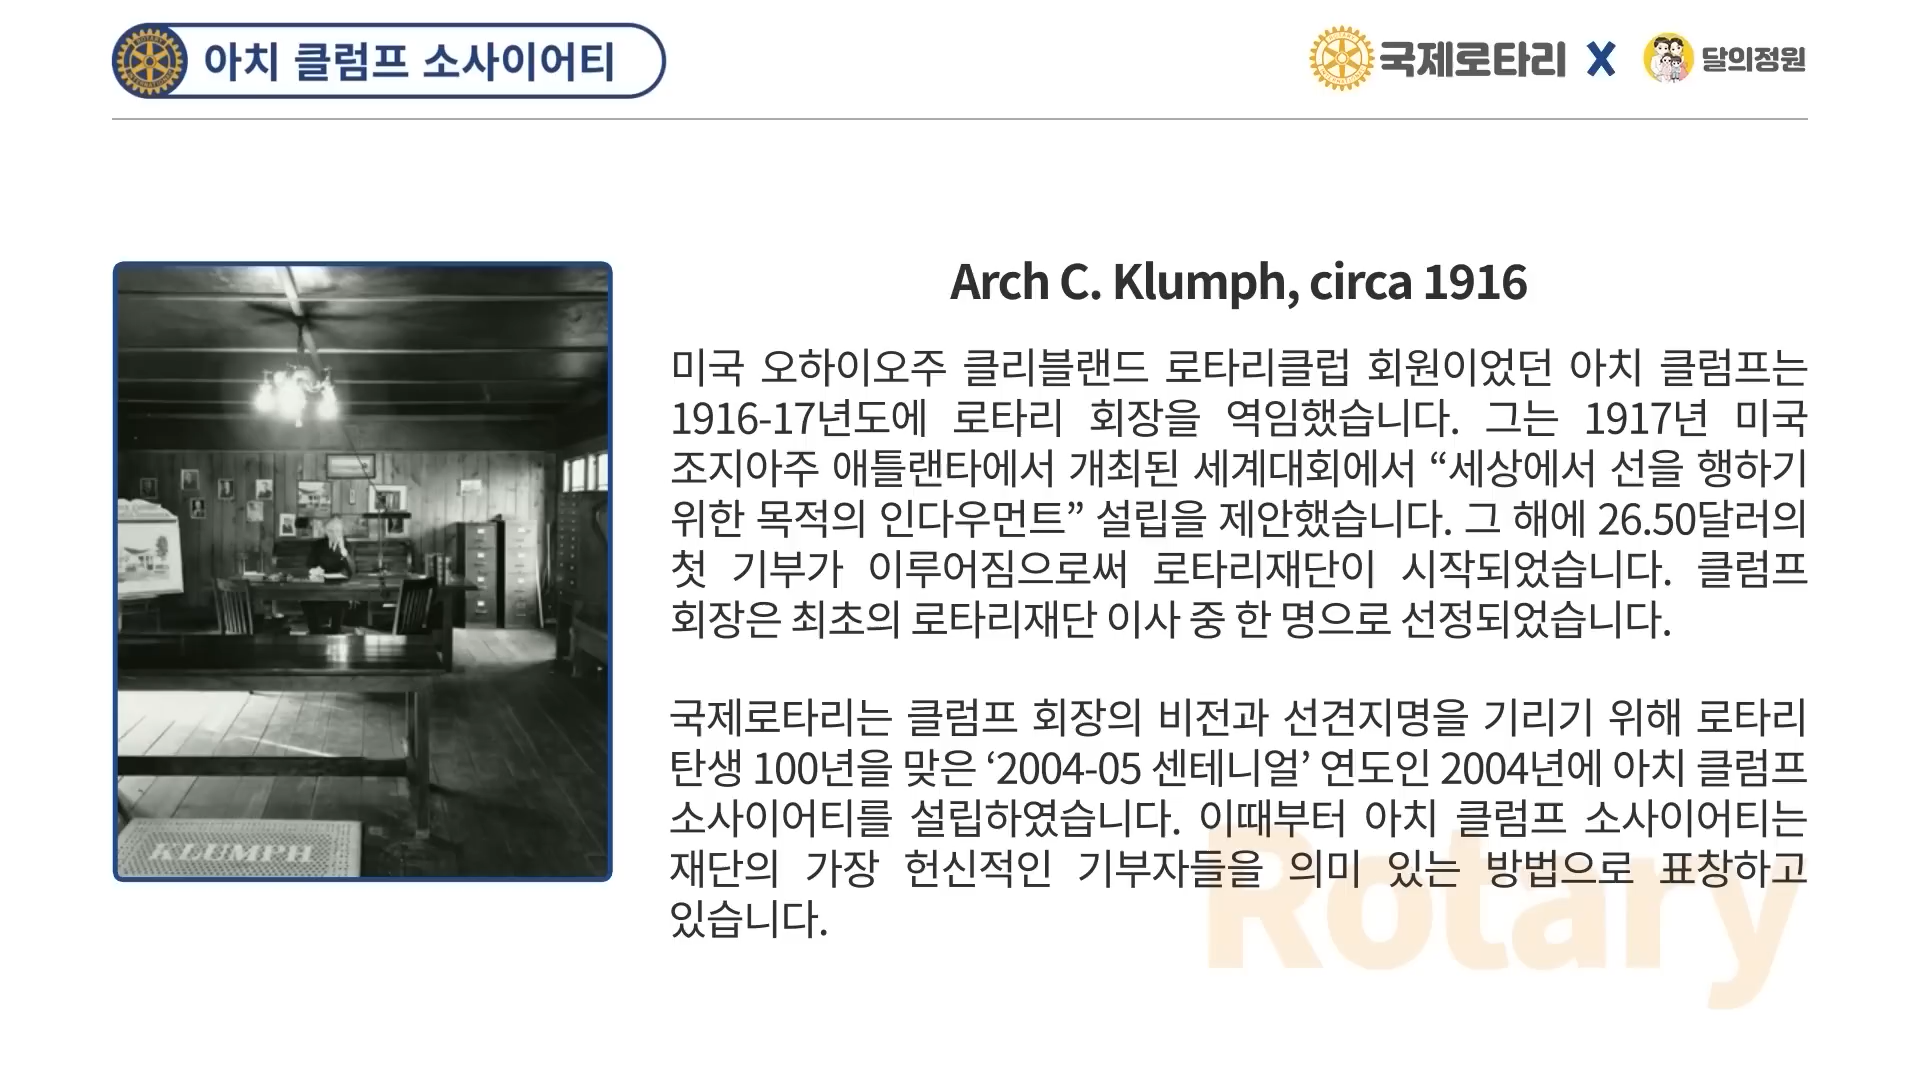 아치 클럼프 소사이어티
국제로타리 X 달의정원
Arch C. Klumph, circa 1916
미국 오하이오주 클리블랜드 로타리클럽 회원이었던 아치 클럼프는
1916-17년도에 로타리 회장을 역임했습니다. 그는 1917년 미국
조지아주 애틀랜타에서 개최된 세계대회에서 “세상에서 선을 행하기
위한 목적의 인다우먼트” 설립을 제안했습니다. 그 해에 26.50달러의
첫 기부가 이루어짐으로써 로타리재단이 시작되었습니다. 클럼프
회장은 최초의 로타리재단 이사 중 한 명으로 선정되었습니다.
국제로타리는 클럼프 회장의 비전과 선견지명을 기리기 위해 로타리
탄생 100년을 맞은 ‘2004-05 센테니얼’ 연도인 2004년에 아치 클럼프
소사이어티를 설립하였습니다. 이때부터 아치 클럼프 소사이어티는
재단의 가장 헌신적인 기부자들을 의미 있는 방법으로 표창하고
있습니다.
KLUMPH
Rotary